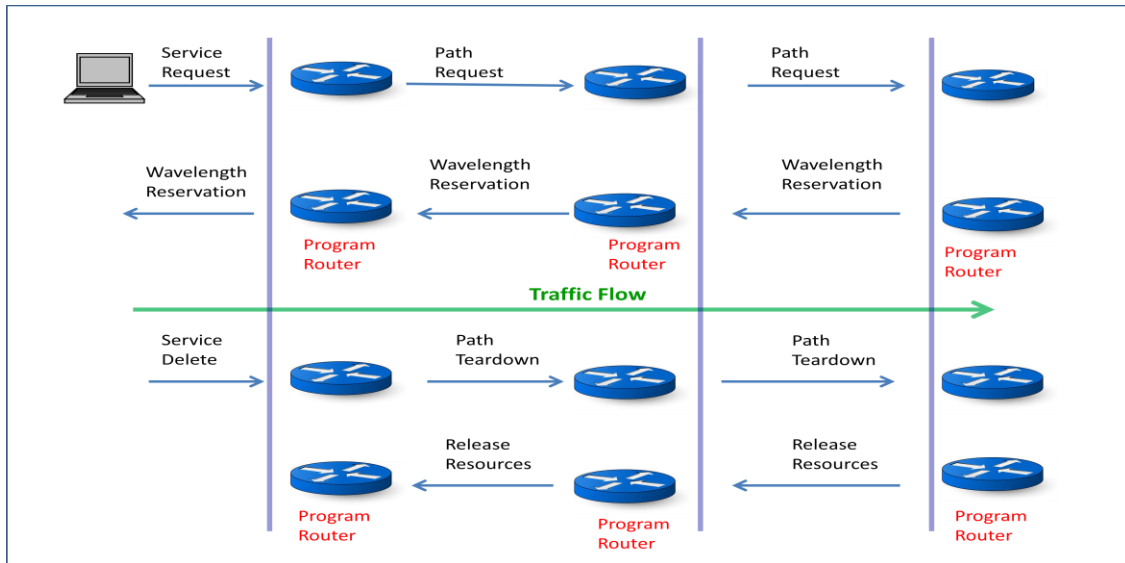 Service
Request
Path
Request
Path
Request
Wavelength
Reservation
Wavelength
Reservation
Wavelength
Reservation
Program
Router
Program
Router
Program
Router
Traffic Flow
Service
Delete
Path
Teardown
Path
Teardown
Release
Resources
Release
Resources
Program
Router
Program
Router
Program
Router